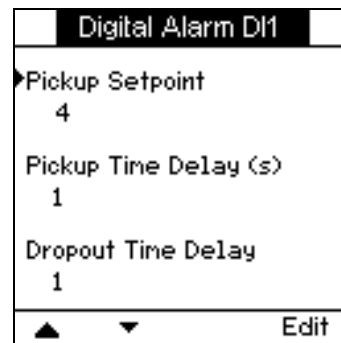 Digital Alarm DI1
Pickup Setpoint
4
Pickup Time Delay (s)
1
Dropout Time Delay
1
Edit